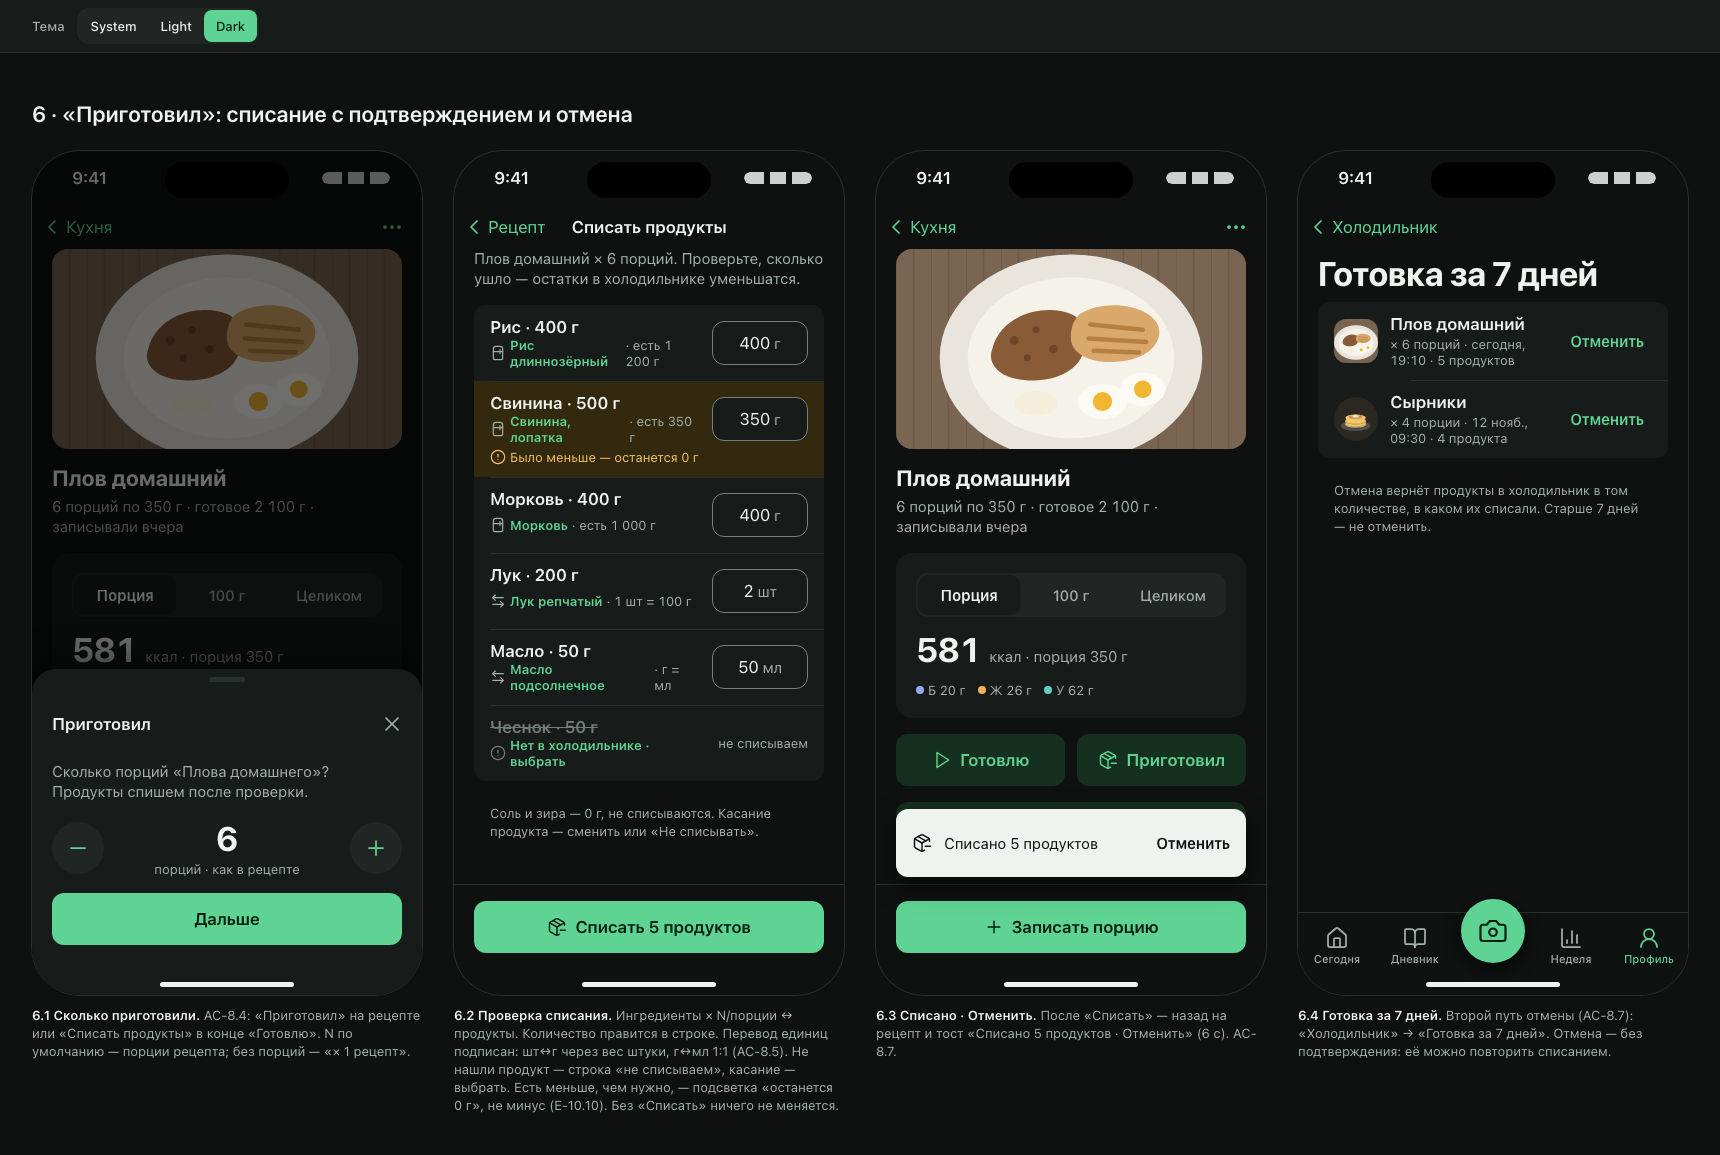 Тема
System
Light
Dark
6 · «Приготовил»: списание с подтверждением и отмена
9:41
Кухня
Плов домашний
6 порций по 350 г · готовое 2 100 г ·
записывали вчера
Порция
100 г
Целиком
581 ккал · порция 350 г
Приготовил
Сколько порций «Плова домашнего»?
Продукты спишем после проверки.
6
порций · как в рецепте
Дальше
6.1 Сколько приготовили. AC-8.4: «Приготовил» на рецепте
или «Списать продукты» в конце «Готовлю». N по
умолчанию — порции рецепта; без порций — «× 1 рецепт».
9:41
Рецепт
Списать продукты
Плов домашний × 6 порций. Проверьте, сколько
ушло — остатки в холодильнике уменьшатся.
Рис · 400 г
Рис
длиннозёрный
· есть 1
200 г
400 г
Свинина · 500 г
Свинина,
лопатка
· есть 350
г
Было меньше — останется 0 г
350 г
Морковь · 400 г
Морковь · есть 1 000 г
400 г
Лук · 200 г
Лук репчатый · 1 шт = 100 г
2 шт
Масло · 50 г
Масло
подсолнечное
· г =
мл
50 мл
Чеснок · 50 г
Нет в холодильнике ·
выбрать
не списываем
Соль и зира — 0 г, не списываются. Касание
продукта — сменить или «Не списывать».
Списать 5 продуктов
6.2 Проверка списания. Ингредиенты × N/порции ↔
продукты. Количество правится в строке. Перевод единиц
подписан: шт↔г через вес штуки, г↔мл 1:1 (AC-8.5). Не
нашли продукт — строка «не списываем», касание —
выбрать. Есть меньше, чем нужно, — подсветка «останется
0 г», не минус (E-10.10). Без «Списать» ничего не меняется.
9:41
Кухня
Плов домашний
6 порций по 350 г · готовое 2 100 г ·
записывали вчера
Порция
100 г
Целиком
581 ккал · порция 350 г
Б 20 г
Ж 26 г
У 62 г
Готовлю
Приготовил
Списано 5 продуктов
Отменить
Записать порцию
6.3 Списано · Отменить. После «Списать» — назад на
рецепт и тост «Списано 5 продуктов · Отменить» (6 с). AC-
8.7.
9:41
Холодильник
Готовка за 7 дней
Плов домашний
× 6 порций · сегодня,
19:10 · 5 продуктов
Отменить
Сырники
× 4 порции · 12 нояб.,
09:30 · 4 продукта
Отменить
Отмена вернёт продукты в холодильник в том
количестве, в каком их списали. Старше 7 дней
— не отменить.
Сегодня
Дневник
Неделя
Профиль
6.4 Готовка за 7 дней. Второй путь отмены (AC-8.7):
«Холодильник» → «Готовка за 7 дней». Отмена — без
подтверждения: её можно повторить списанием.